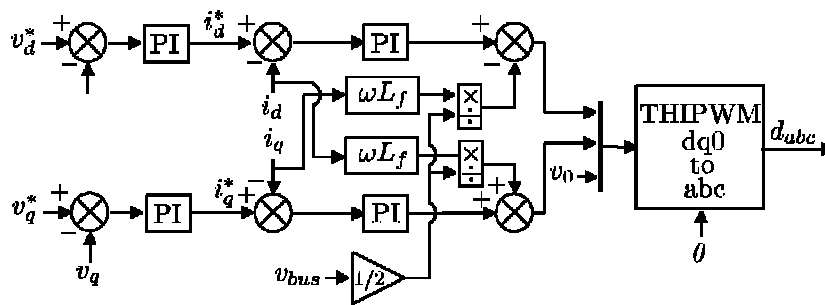 v_d^* + − PI i_d^* + − PI + −
i_d ωL_f × ÷
i_q ωL_f × ÷
THIPWM
dq0
to
abc
d_abc
v_0
v_q^* + − PI i_q^* + − PI + +
v_q
v_bus 1/2
θ